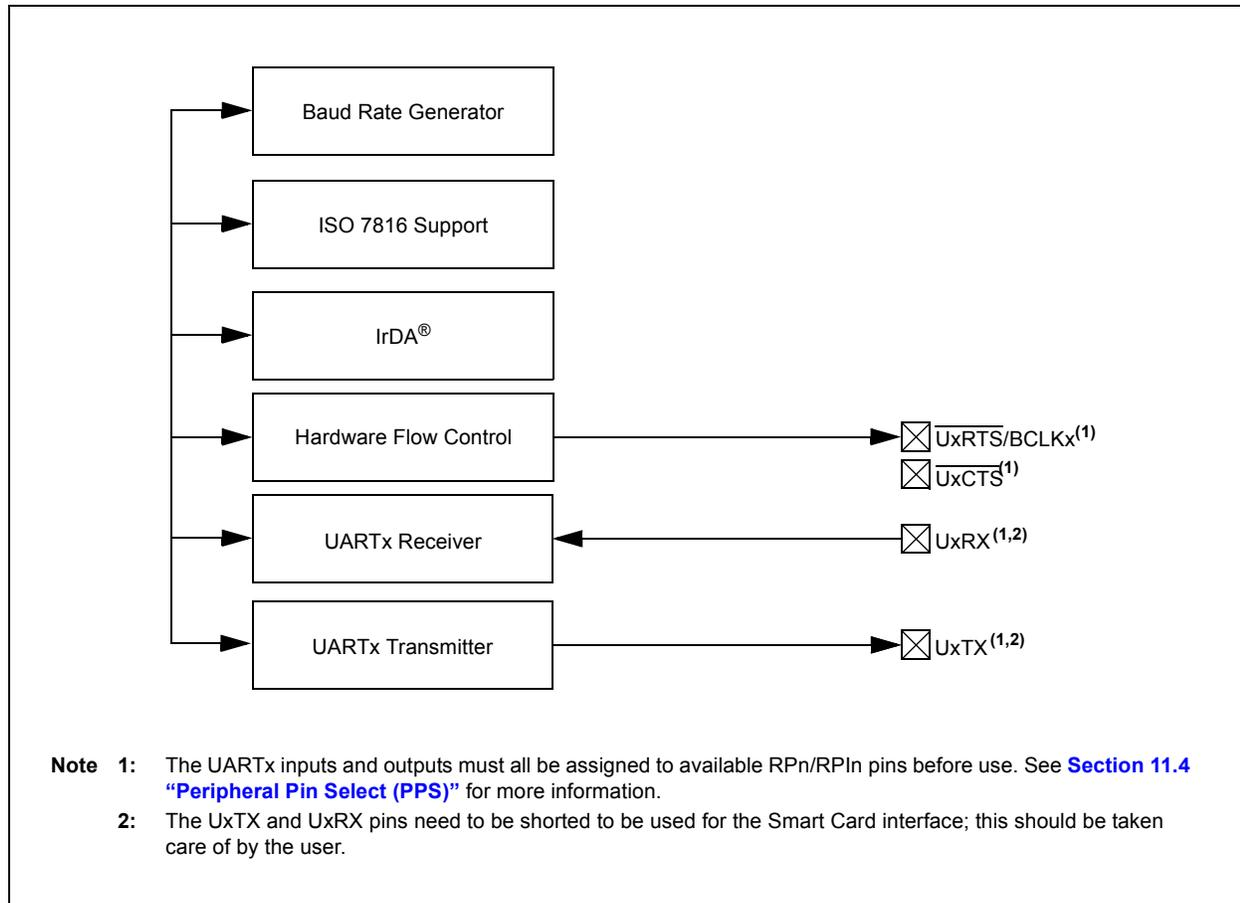 Baud Rate Generator
ISO 7816 Support
IrDA®
Hardware Flow Control
UxRTS/BCLKx(1)
UxCTS(1)
UARTx Receiver
UxRX(1,2)
UARTx Transmitter
UxTX(1,2)
Note 1: The UARTx inputs and outputs must all be assigned to available RPn/RPIn pins before use. See Section 11.4
“Peripheral Pin Select (PPS)” for more information.
2: The UxTX and UxRX pins need to be shorted to be used for the Smart Card interface; this should be taken
care of by the user.